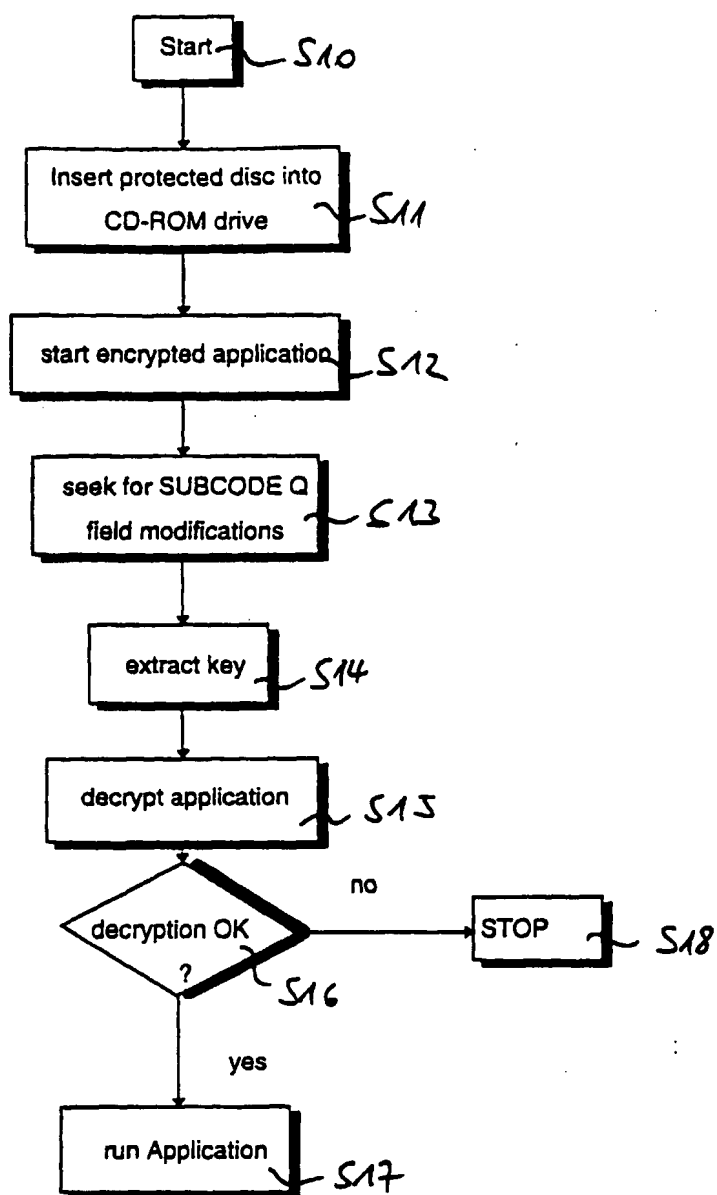 Start S10
Insert protected disc into
CD-ROM drive S11
start encrypted application S12
seek for SUBCODE Q
field modifications S13
extract key S14
decrypt application S15
no
decryption OK
?
S16
STOP S18
yes
run Application S17